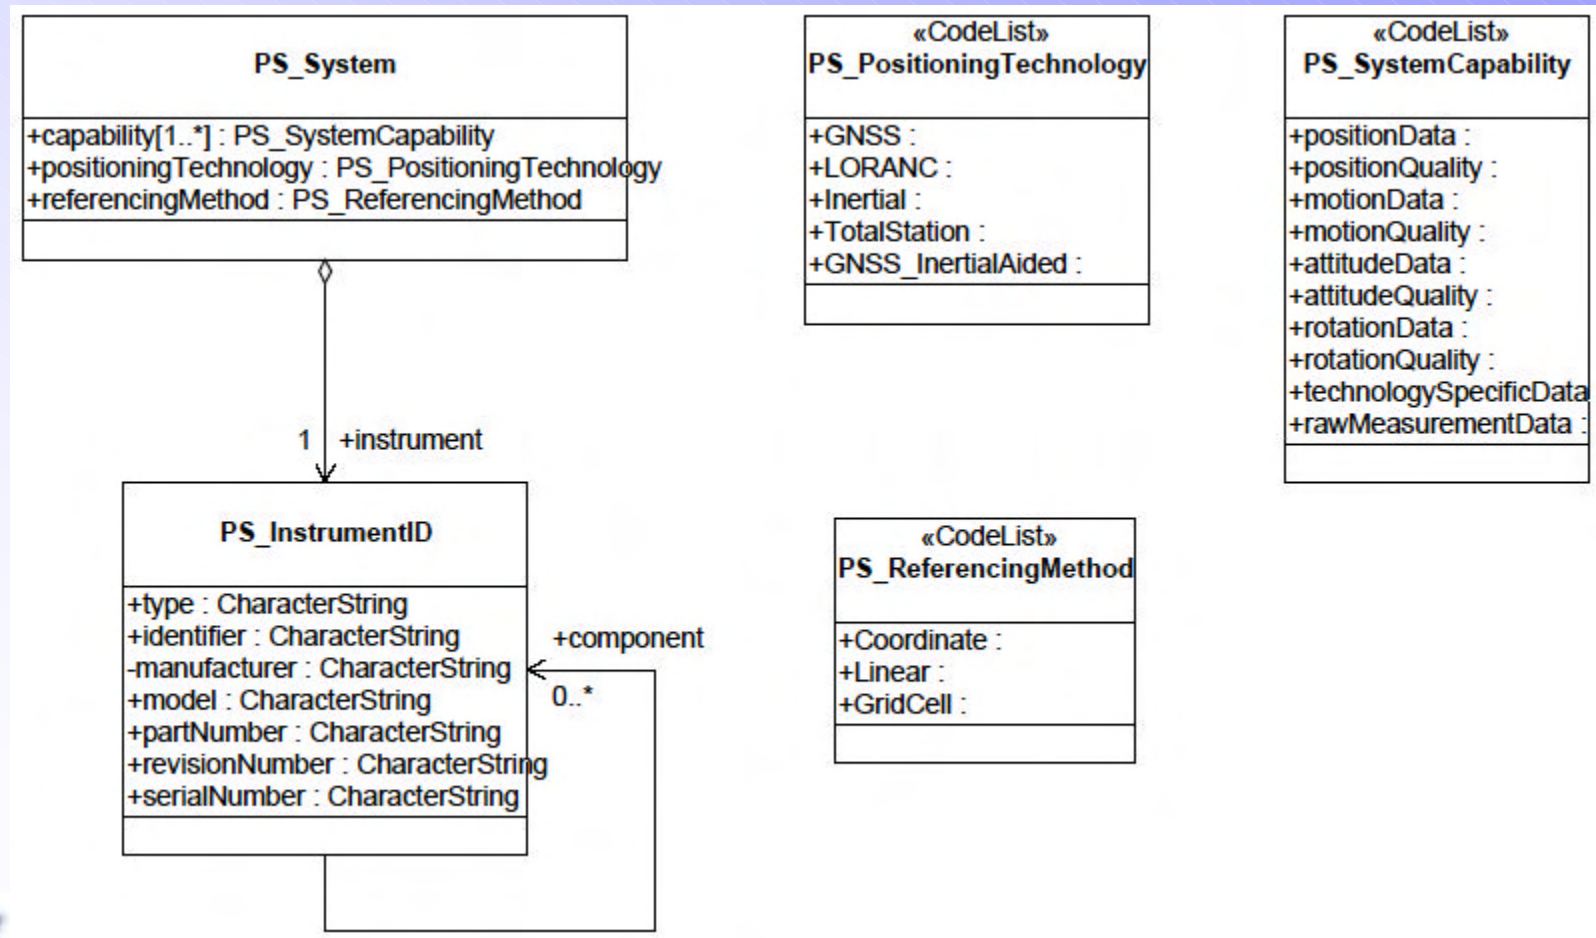 PS_System
+capability[1..*] : PS_SystemCapability
+positioningTechnology : PS_PositioningTechnology
+referencingMethod : PS_ReferencingMethod
1 +instrument
PS_InstrumentID
+type : CharacterString
+identifier : CharacterString
-manufacturer : CharacterString
+model : CharacterString
+partNumber : CharacterString
+revisionNumber : CharacterString
+serialNumber : CharacterString
+component
0..*
«CodeList»
PS_PositioningTechnology
+GNSS :
+LORANC :
+Inertial :
+TotalStation :
+GNSS_InertialAided :
«CodeList»
PS_ReferencingMethod
+Coordinate :
+Linear :
+GridCell :
«CodeList»
PS_SystemCapability
+positionData :
+positionQuality :
+motionData :
+motionQuality :
+attitudeData :
+attitudeQuality :
+rotationData :
+rotationQuality :
+technologySpecificData
+rawMeasurementData :